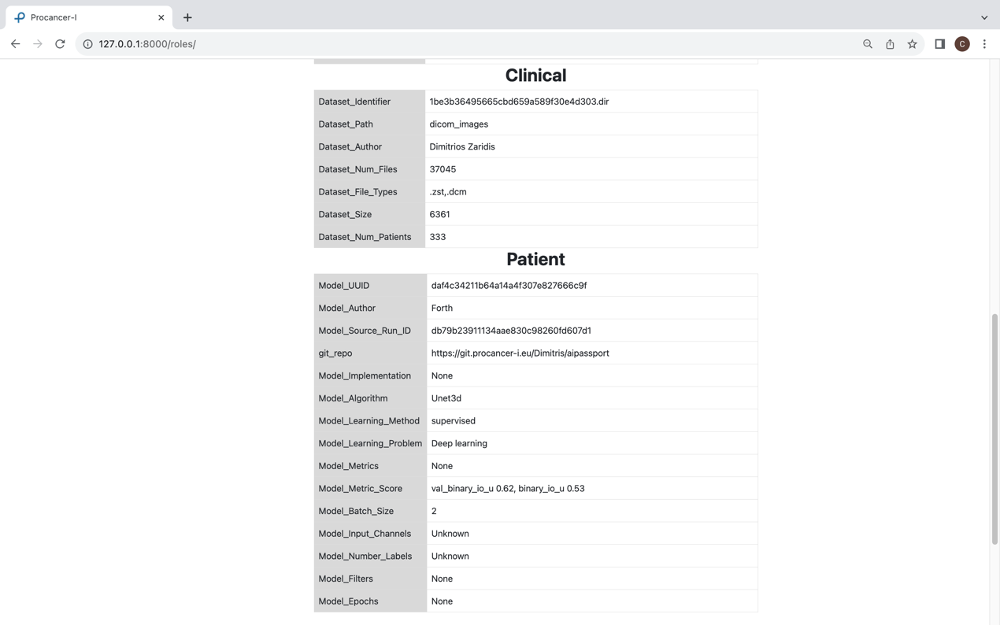 Procancer-I
127.0.0.1:8000/roles/
C
Clinical
Dataset_Identifier 1be3b36495665cbd659a589f30e4d303.dir
Dataset_Path dicom_images
Dataset_Author Dimitrios Zaridis
Dataset_Num_Files 37045
Dataset_File_Types .zst,.dcm
Dataset_Size 6361
Dataset_Num_Patients 333
Patient
Model_UUID daf4c34211b64a14a4f307e827666c9f
Model_Author Forth
Model_Source_Run_ID db79b23911134aae830c98260fd607d1
git_repo https://git.procancer-i.eu/Dimitris/aipassport
Model_Implementation None
Model_Algorithm Unet3d
Model_Learning_Method supervised
Model_Learning_Problem Deep learning
Model_Metrics None
Model_Metric_Score val_binary_io_u 0.62, binary_io_u 0.53
Model_Batch_Size 2
Model_Input_Channels Unknown
Model_Number_Labels Unknown
Model_Filters None
Model_Epochs None